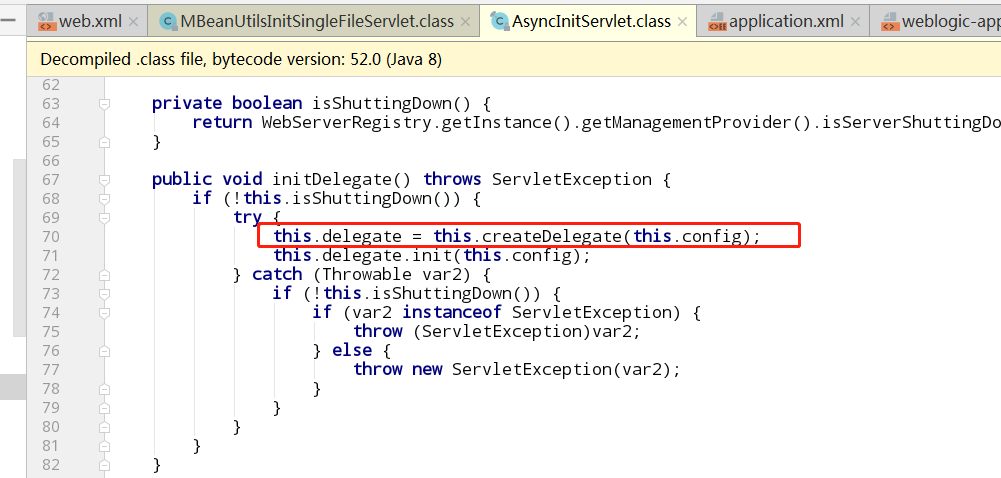 web.xml MBeanUtilsInitSingleFileServlet.class AsyncInitServlet.class application.xml weblogic-app
Decompiled .class file, bytecode version: 52.0 (Java 8)
62
63 private boolean isShuttingDown() {
64 return WebServerRegistry.getInstance().getManagementProvider().isServerShuttingDo
65 }
66
67 public void initDelegate() throws ServletException {
68 if (!this.isShuttingDown()) {
69 try {
70 this.delegate = this.createDelegate(this.config);
71 this.delegate.init(this.config);
72 } catch (Throwable var2) {
73 if (!this.isShuttingDown()) {
74 if (var2 instanceof ServletException) {
75 throw (ServletException)var2;
76 } else {
77 throw new ServletException(var2);
78 }
79 }
80 }
81 }
82 }